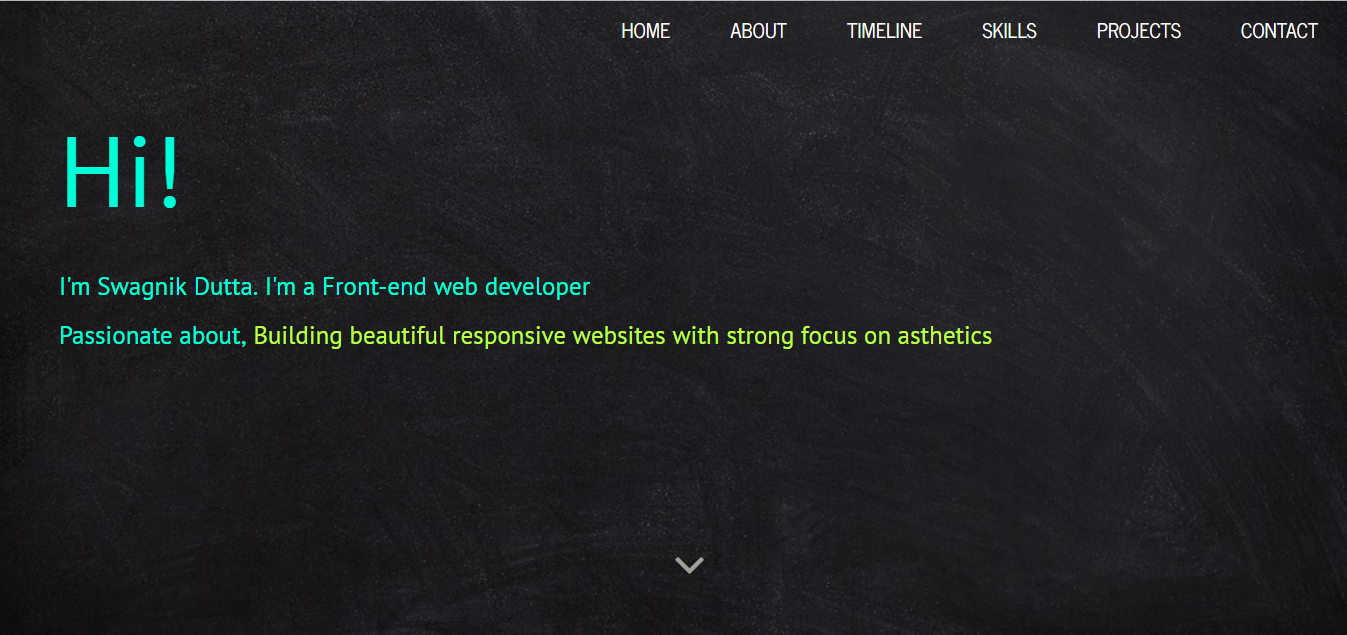 HOME ABOUT TIMELINE SKILLS PROJECTS CONTACT
Hi!
I'm Swagnik Dutta. I'm a Front-end web developer
Passionate about, Building beautiful responsive websites with strong focus on asthetics